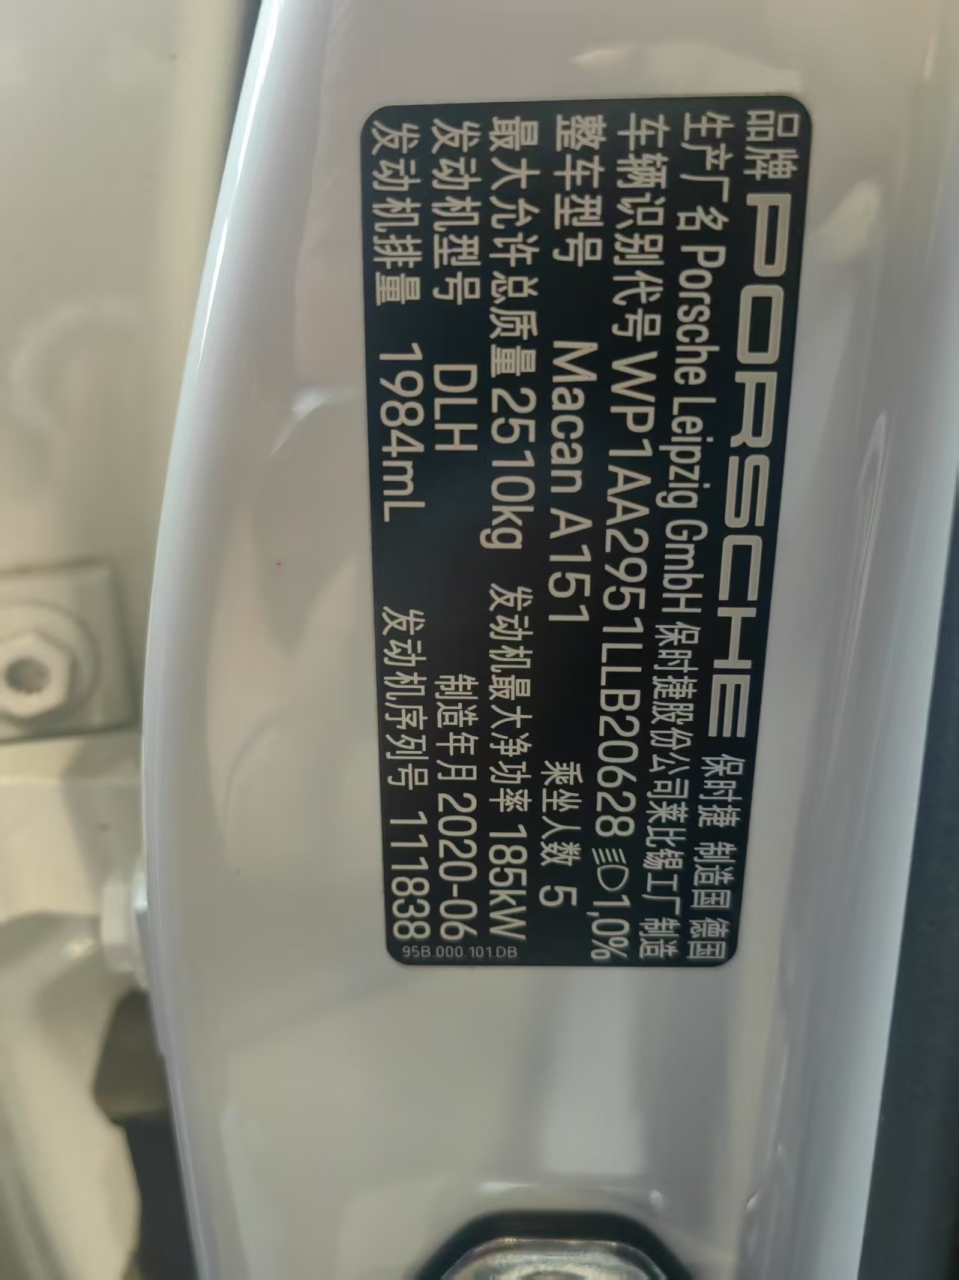 品牌 PORSCHE 保时捷 制造国 德国
生产厂名 Porsche Leipzig GmbH 保时捷股份公司莱比锡工厂 制造
车辆识别代号 WP1AA2951LLB20628 1,0%
整车型号 Macan A151 乘坐人数 5
最大允许总质量 2510kg 发动机最大净功率 185kW
发动机型号 DLH 制造年月 2020-06
发动机排量 1984mL 发动机序列号 111838
95B.000.101.DB